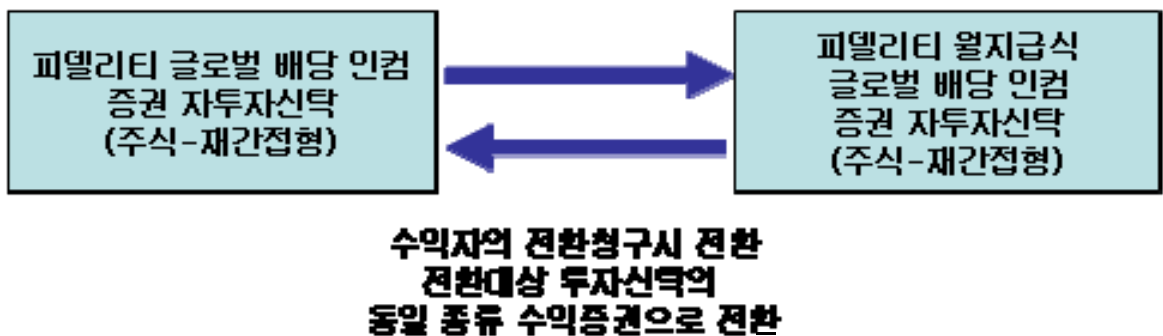 피델리티 글로벌 배당 인컴
증권 자투자신탁
(주식-재간접형)
피델리티 월지급식
글로벌 배당 인컴
증권 자투자신탁
(주식-재간접형)
수익자의 전환청구시 전환
전환대상 투자신탁의
동일 종류 수익증권으로 전환